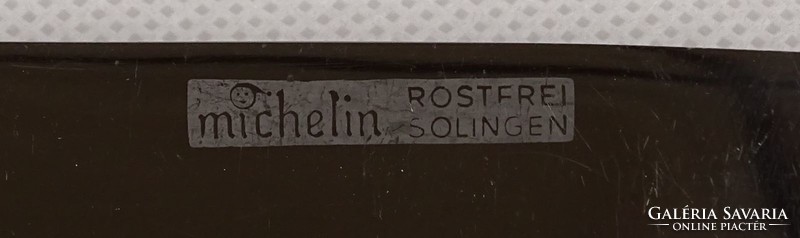 michelin ROSTFREI
SOLINGEN
GALÉRIA SAVARIA
ONLINE PIACTÉR